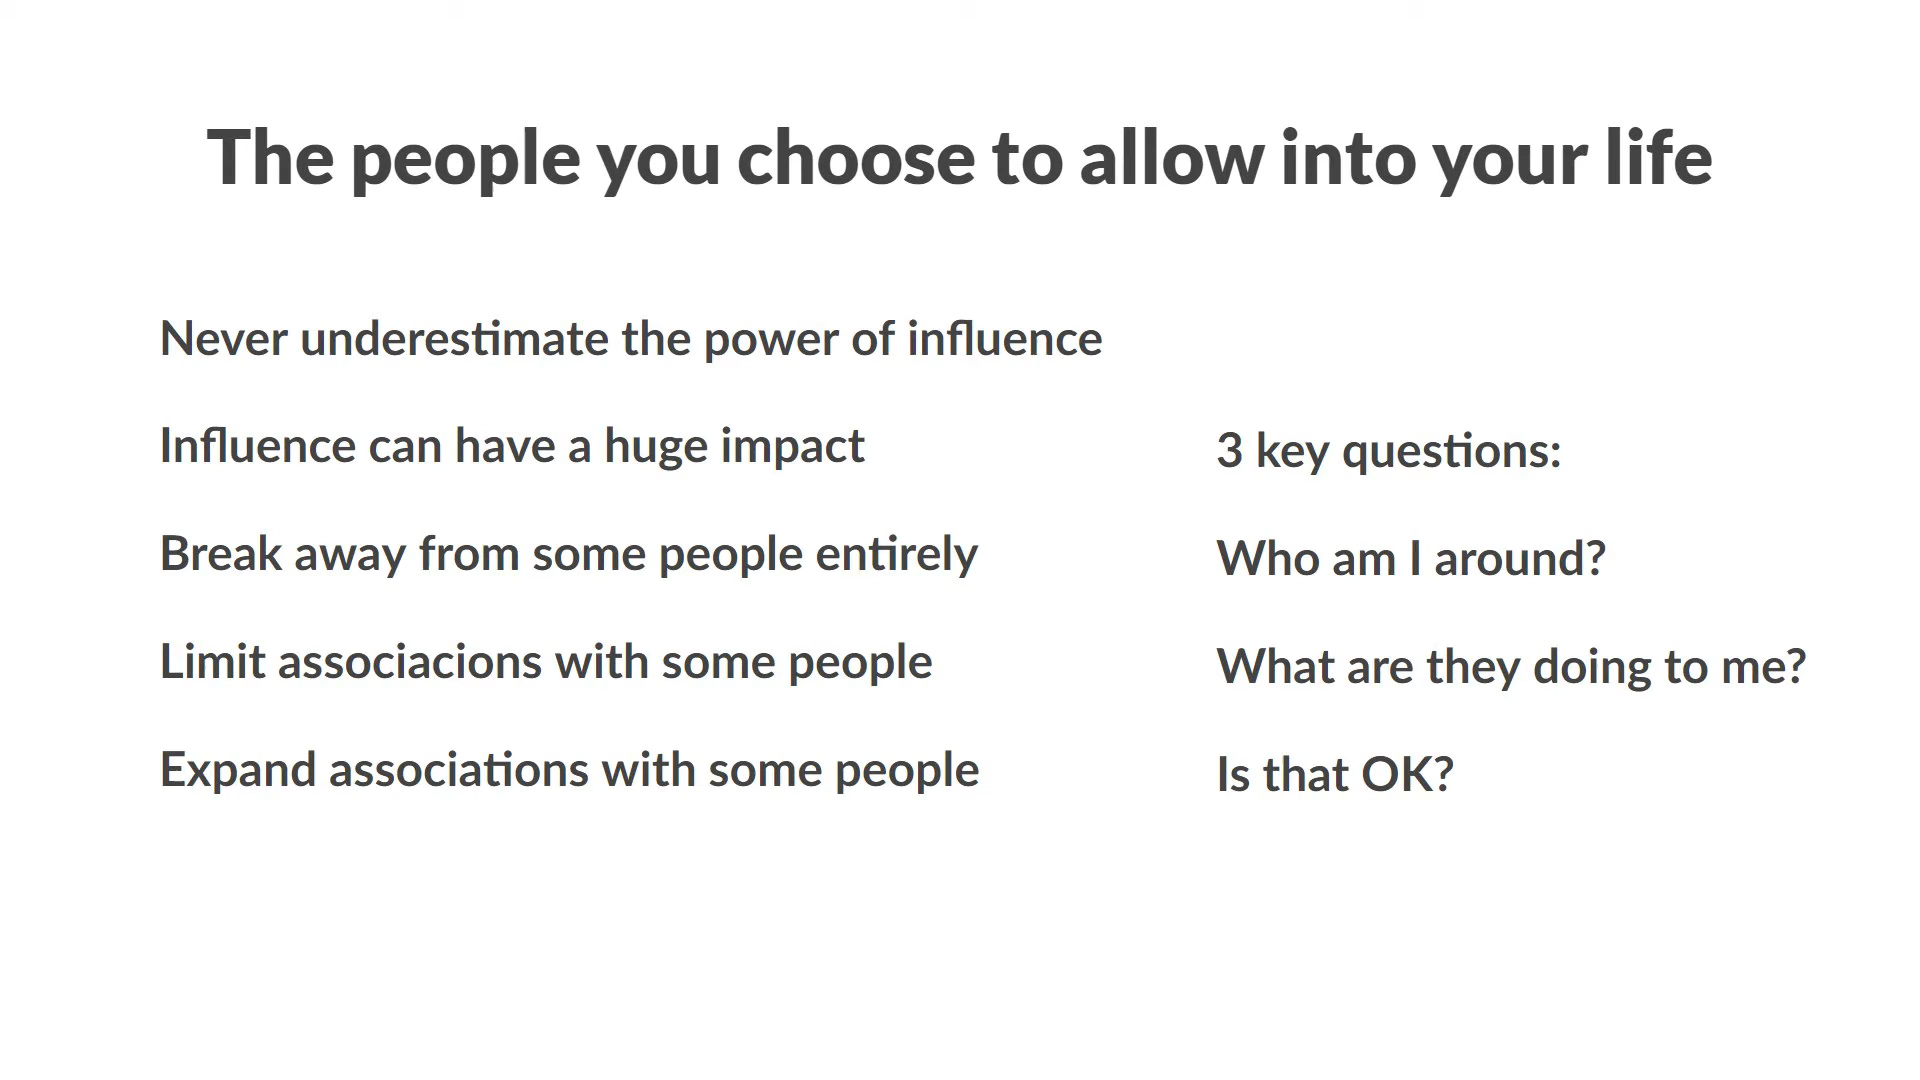 The people you choose to allow into your life
Never underestimate the power of influence
Influence can have a huge impact
Break away from some people entirely
Limit associacions with some people
Expand associations with some people
3 key questions:
Who am I around?
What are they doing to me?
Is that OK?